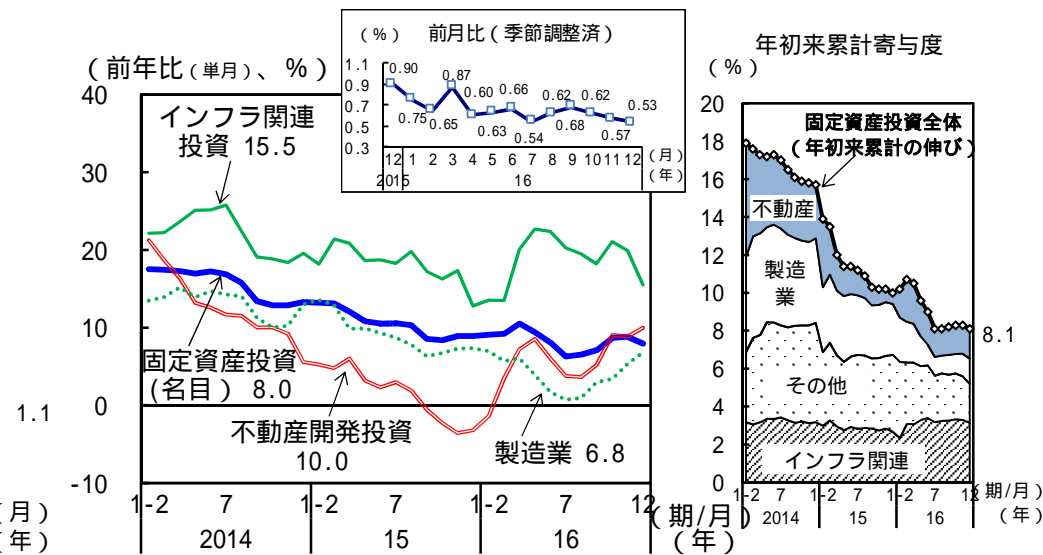 (前年比(単月)、%)
40
30
20
10
0
-10
インフラ関連
投資 15.5
固定資産投資
(名目) 8.0
不動産開発投資
10.0
製造業 6.8
1.1
月)
年)
1-2 7 1-2 7 1-2 7 12
2014 15 16
(期/月)
(年)
(%) 前月比(季節調整済)
1.1
0.9
0.7
0.5
0.3
0.90 0.75 0.65 0.87 0.60 0.63 0.66 0.54 0.62 0.68 0.62 0.57 0.53
12 1 2 3 4 5 6 7 8 9 10 11 12 (月)
2015 16 (年)
年初来累計寄与度
(%)
20
18
16
14
12
10
8
6
4
2
0
固定資産投資全体
(年初来累計の伸び)
不動産
製造
業
その他
インフラ関連
8.1
1-2 7 1-2 7 1-2 7 12 (期/月)
2014 15 16 (年)